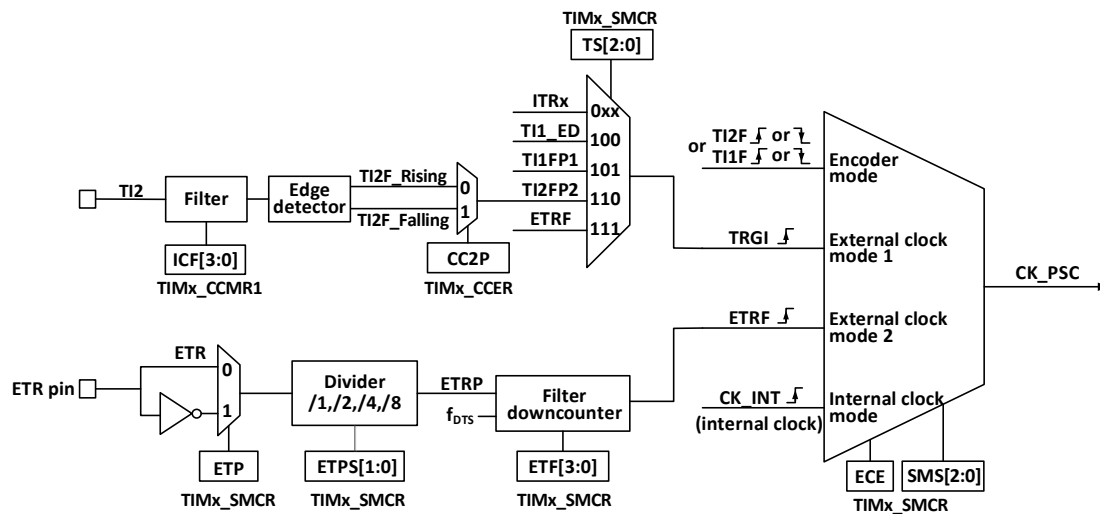 TIMx_SMCR
TS[2:0]
ITRx
0xx
TI1_ED
100
TI1FP1
101
TI2FP2
110
ETRF
111
TI2
Filter
Edge
detector
TI2F_Rising
TI2F_Falling
0
1
ICF[3:0]
TIMx_CCMR1
CC2P
TIMx_CCER
or TI2F or
TI1F or
Encoder
mode
TRGI
External clock
mode 1
CK_PSC
ETRF
External clock
mode 2
CK_INT
(internal clock)
Internal clock
mode
ETR pin
ETR
0
1
Divider
/1,/2,/4,/8
ETRP
fDTS
Filter
downcounter
ETP
TIMx_SMCR
ETPS[1:0]
TIMx_SMCR
ETF[3:0]
TIMx_SMCR
ECE
SMS[2:0]
TIMx_SMCR